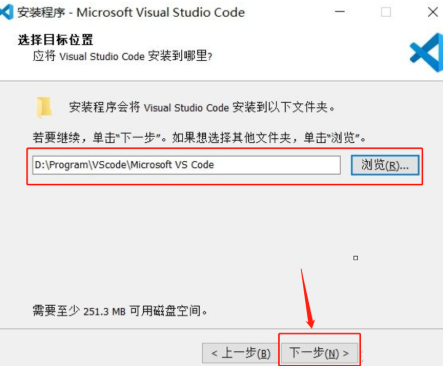 安装程序 - Microsoft Visual Studio Code
选择目标位置
应将 Visual Studio Code 安装到哪里?
安装程序会将 Visual Studio Code 安装到以下文件夹。
若要继续，单击“下一步”。如果想选择其他文件夹，单击“浏览”。
D:\Program\VScode\Microsoft VS Code 浏览(R)...
需要至少 251.3 MB 可用磁盘空间。
< 上一步(B) 下一步(N) >